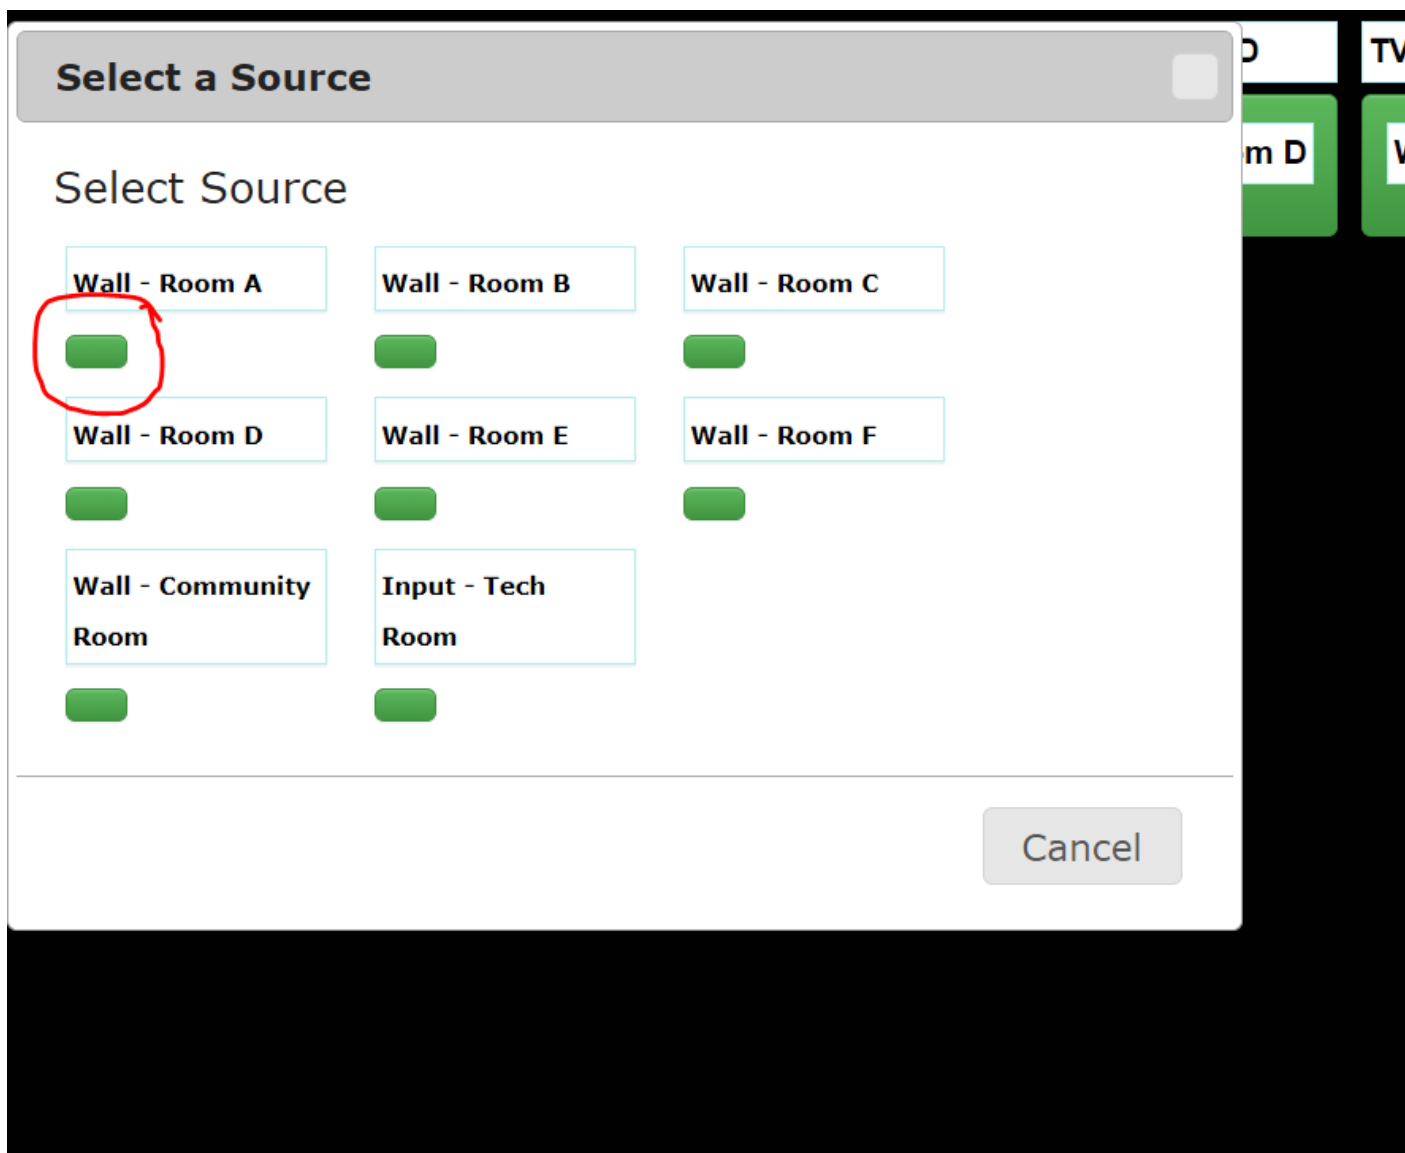 Select a Source
D
TV
m D
Select Source
Wall - Room A
Wall - Room B
Wall - Room C
Wall - Room D
Wall - Room E
Wall - Room F
Wall - Community
Room
Input - Tech
Room
Cancel